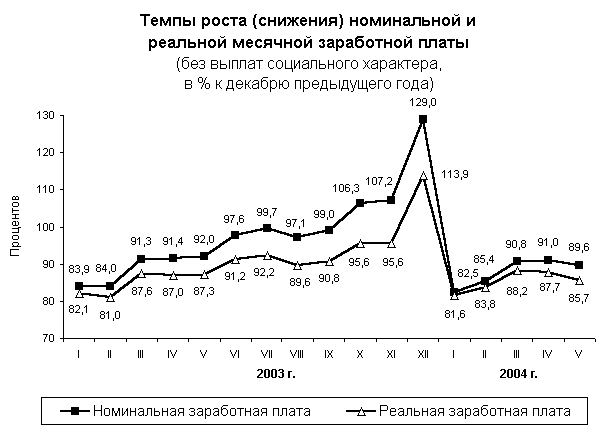 Темпы роста (снижения) номинальной и
реальной месячной заработной платы
(без выплат социального характера,
в % к декабрю предыдущего года)
Процентов
130
120
110
100
90
80
70
83,9 84,0 91,3 91,4 92,0 97,6 99,7 97,1 99,0 106,3 107,2 129,0 82,5 85,4 90,8 91,0 89,6
82,1 81,0 87,6 87,0 87,3 91,2 92,2 89,6 90,8 95,6 95,6 113,9 81,6 83,8 88,2 87,7 85,7
I II III IV V VI VII VIII IX X XI XII I II III IV V
2003 г. 2004 г.
Номинальная заработная плата Реальная заработная плата